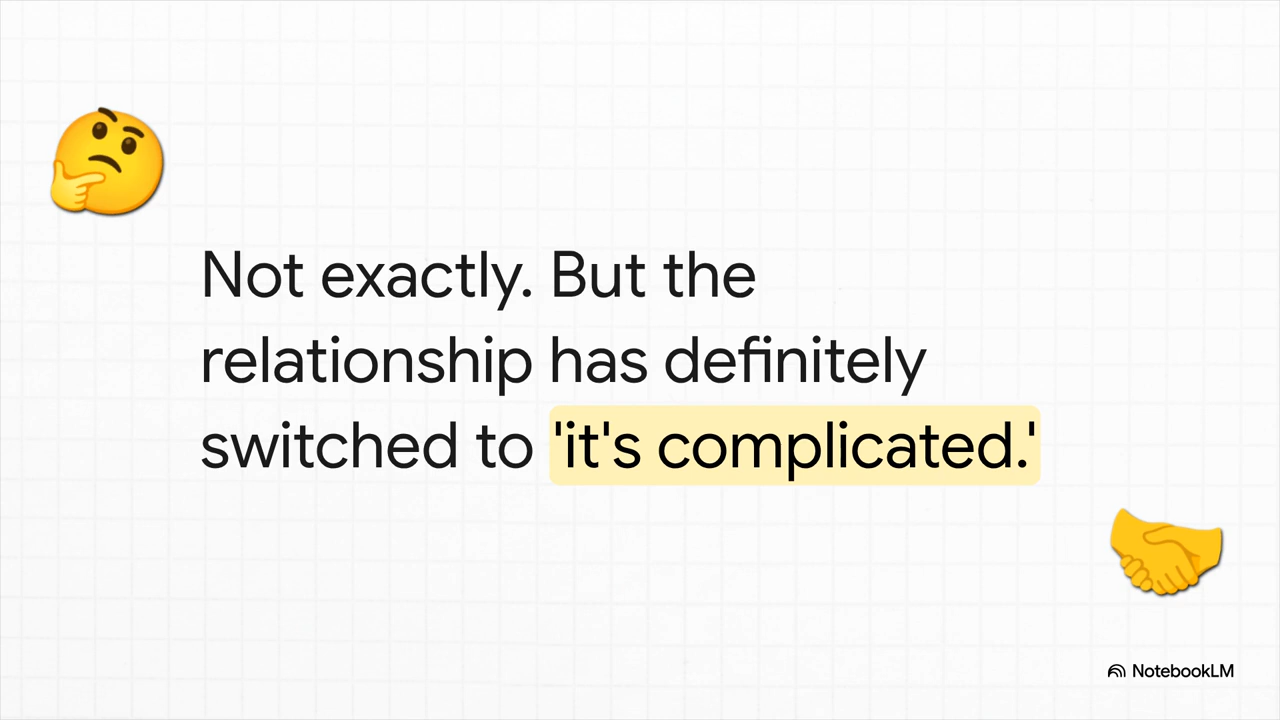 Not exactly. But the
relationship has definitely
switched to 'it's complicated.'
NotebookLM